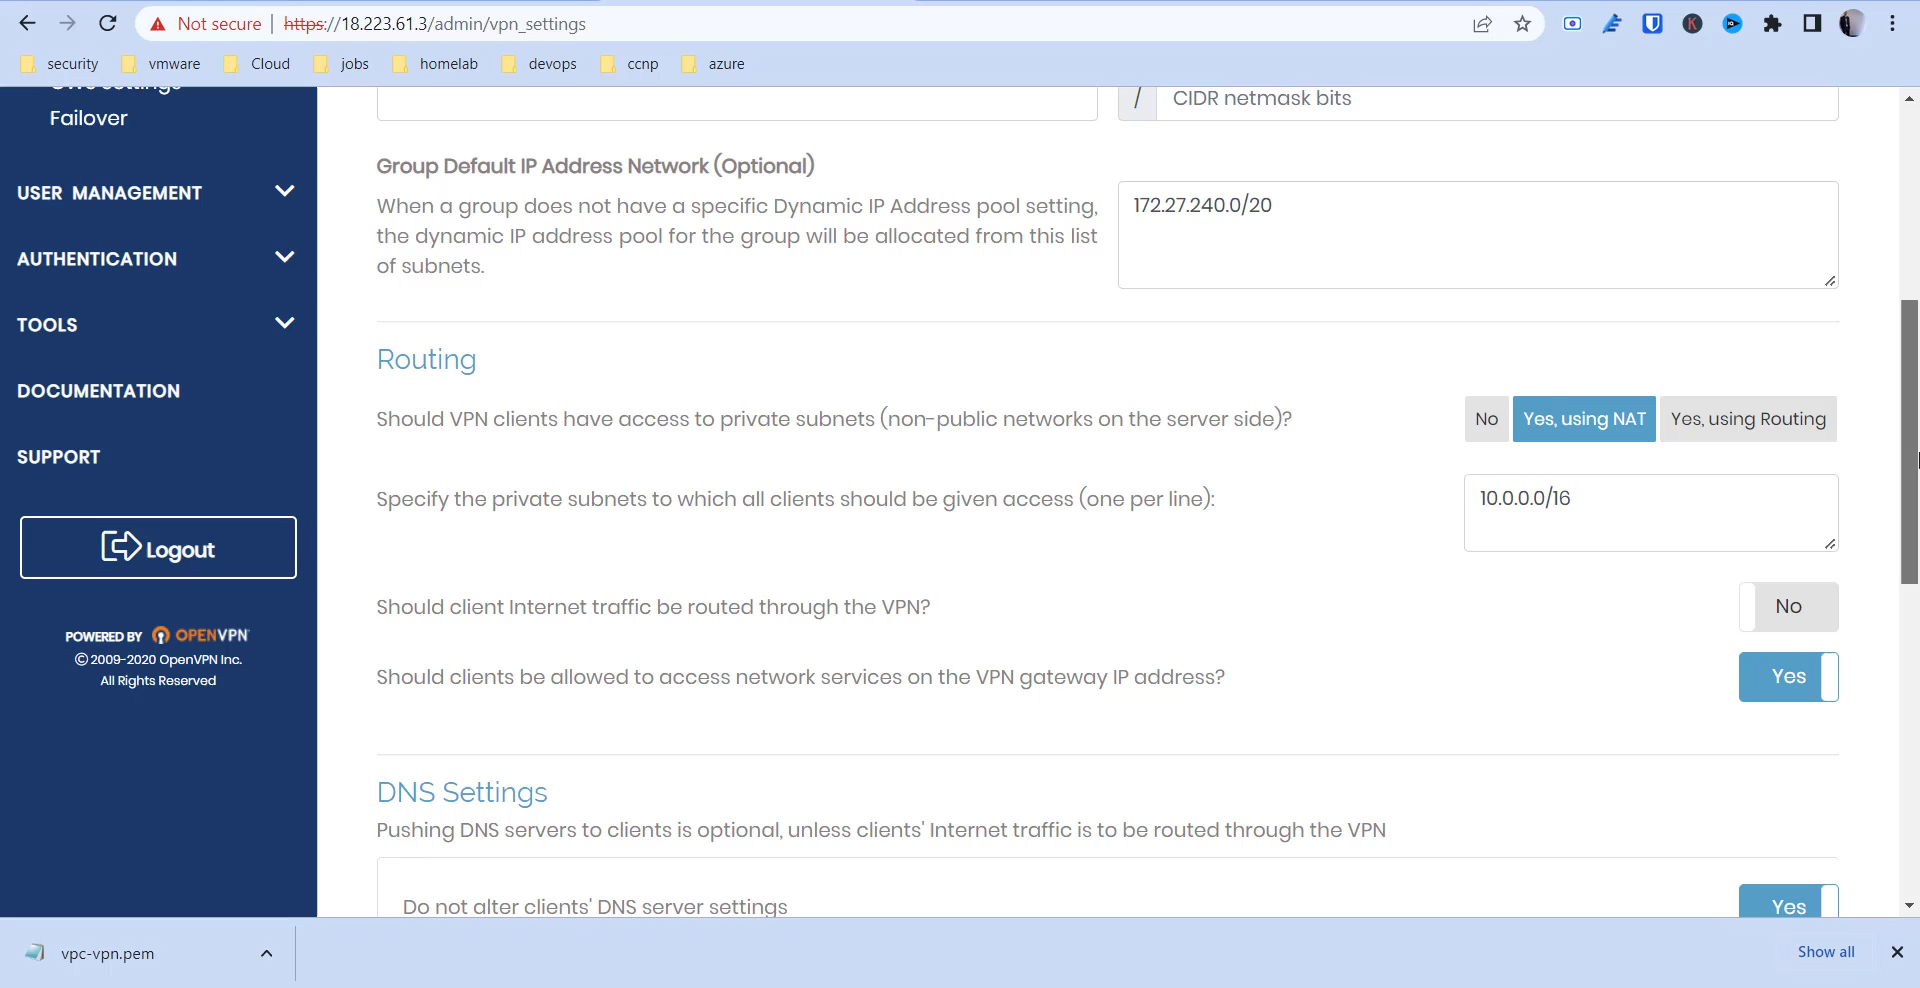 Not secure | https://18.223.61.3/admin/vpn_settings
security vmware Cloud jobs homelab devops ccnp azure
Failover
USER MANAGEMENT
AUTHENTICATION
TOOLS
DOCUMENTATION
SUPPORT
Logout
POWERED BY OPENVPN
© 2009-2020 OpenVPN Inc.
All Rights Reserved
/ CIDR netmask bits
Group Default IP Address Network (Optional)
When a group does not have a specific Dynamic IP Address pool setting,
the dynamic IP address pool for the group will be allocated from this list
of subnets.
172.27.240.0/20
Routing
Should VPN clients have access to private subnets (non-public networks on the server side)?
No Yes, using NAT Yes, using Routing
Specify the private subnets to which all clients should be given access (one per line):
10.0.0.0/16
Should client Internet traffic be routed through the VPN?
No
Should clients be allowed to access network services on the VPN gateway IP address?
Yes
DNS Settings
Pushing DNS servers to clients is optional, unless clients' Internet traffic is to be routed through the VPN
Do not alter clients' DNS server settings
Yes
vpc-vpn.pem
Show all